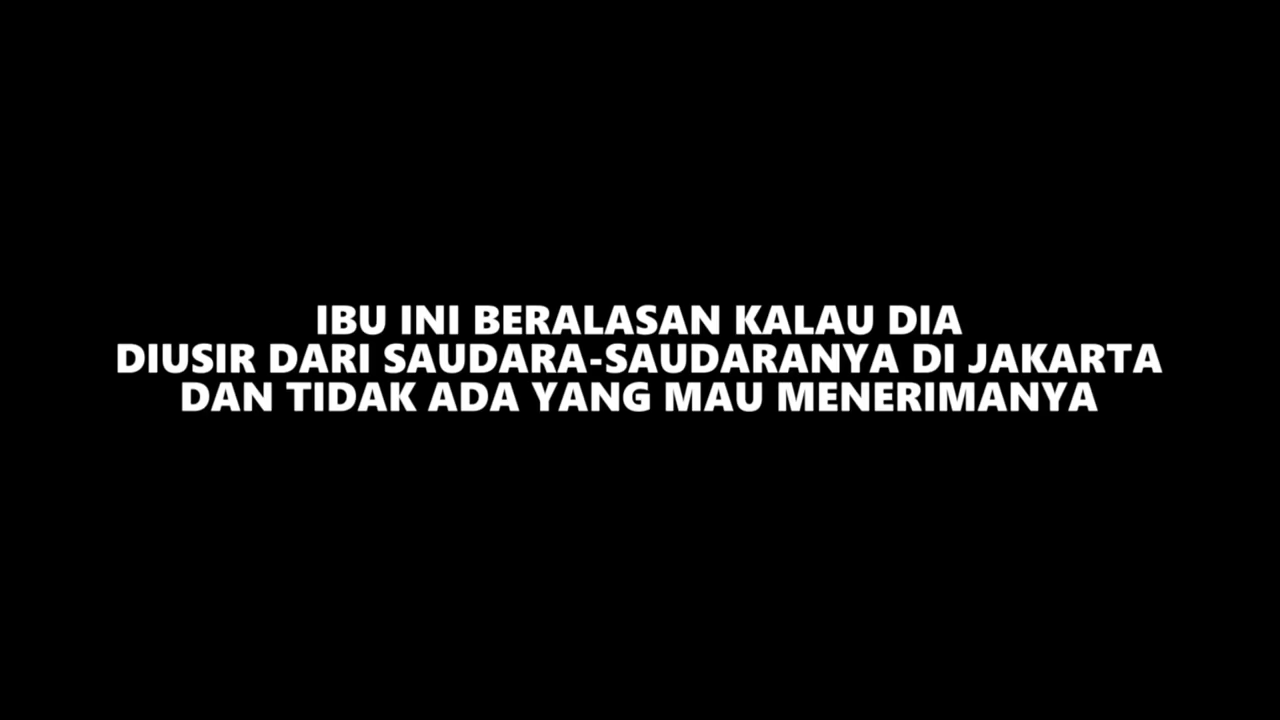 IBU INI BERALASAN KALAU DIA
DIUSIR DARI SAUDARA-SAUDARANYA DI JAKARTA
DAN TIDAK ADA YANG MAU MENERIMANYA